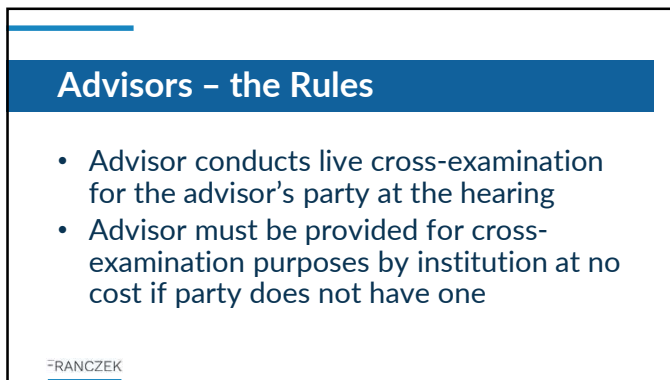 Advisors – the Rules
• Advisor conducts live cross-examination
for the advisor's party at the hearing
• Advisor must be provided for cross-
examination purposes by institution at no
cost if party does not have one
FRANCZEK